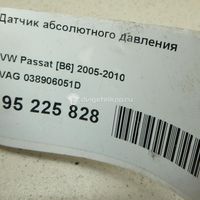 Датчик абсолютного давления
VW Passat [B6] 2005-2010
VAG 038906051D
95 225 828